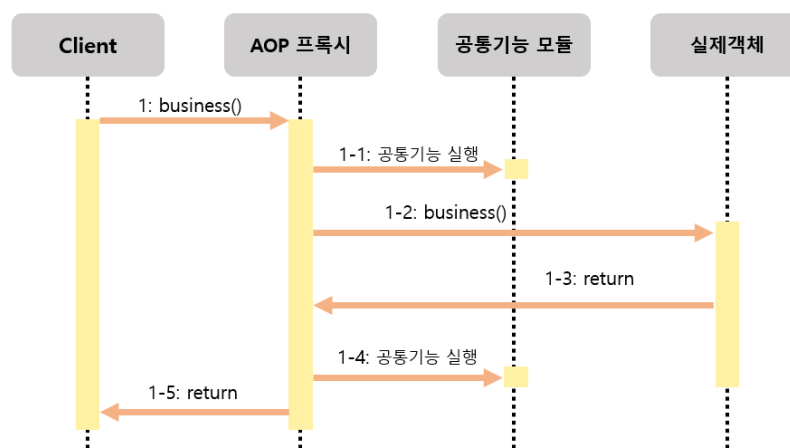 Client
AOP 프록시
공통기능 모듈
실제객체
1: business()
1-1: 공통기능 실행
1-2: business()
1-3: return
1-4: 공통기능 실행
1-5: return